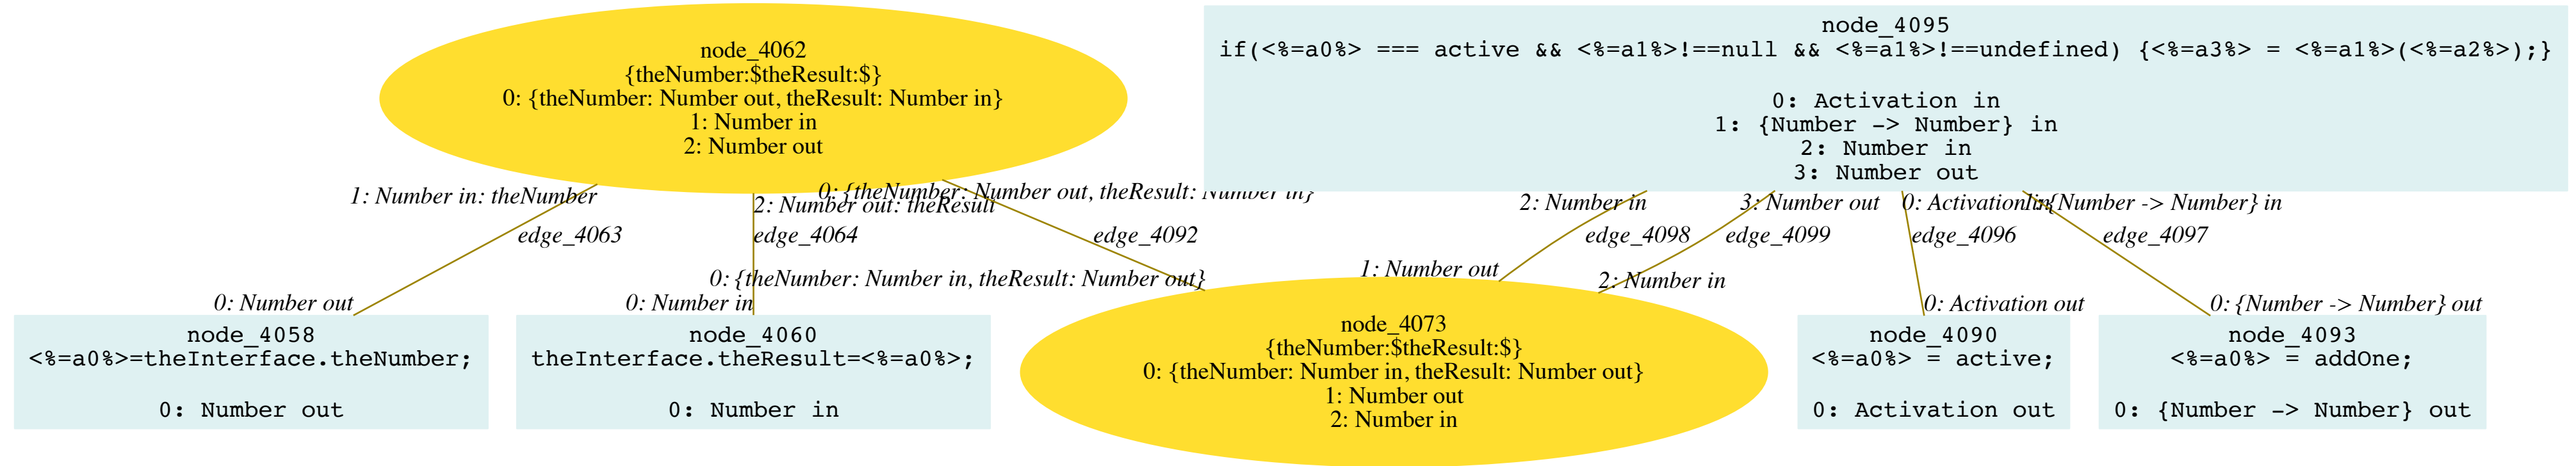 node_4062
{theNumber:$theResult:$}
0: {theNumber: Number out, theResult: Number in}
1: Number in
2: Number out
node_4095
if(<%=a0%> === active && <%=a1%>!==null && <%=a1%>!==undefined) {<%=a3%> = <%=a1%>(<%=a2%>);}
0: Activation in
1: {Number -> Number} in
2: Number in
3: Number out
1: Number in: theNumber
0: {theNumber: Number out, theResult: Number in}
2: Number out: theResult
2: Number in
3: Number out
0: Activation in
1: {Number -> Number} in
edge_4063
edge_4064
edge_4092
edge_4098
edge_4099
edge_4096
edge_4097
0: Number out
0: Number in
0: {theNumber: Number in, theResult: Number out}
1: Number out
2: Number in
0: Activation out
0: {Number -> Number} out
node_4058
<%=a0%>=theInterface.theNumber;
0: Number out
node_4060
theInterface.theResult=<%=a0%>;
0: Number in
node_4073
{theNumber:$theResult:$}
0: {theNumber: Number in, theResult: Number out}
1: Number out
2: Number in
node_4090
<%=a0%> = active;
0: Activation out
node_4093
<%=a0%> = addOne;
0: {Number -> Number} out